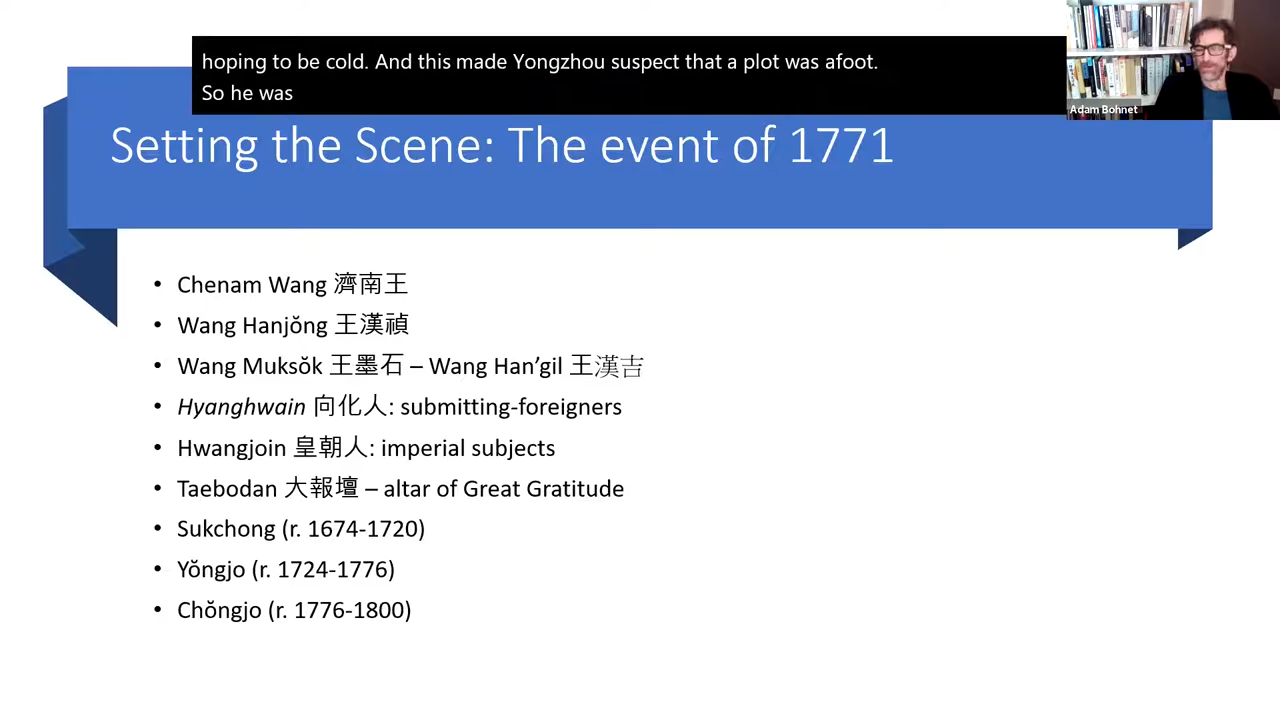 hoping to be cold. And this made Yongzhou suspect that a plot was afoot.
So he was
Adam Bohnet
Setting the Scene: The event of 1771
• Chenam Wang 濟南王
• Wang Hanjŏng 王漢禎
• Wang Muksŏk 王墨石 – Wang Han’gil 王漢吉
• Hyanghwain 向化人: submitting-foreigners
• Hwangjoin 皇朝人: imperial subjects
• Taebodan 大報壇 – altar of Great Gratitude
• Sukchong (r. 1674-1720)
• Yŏngjo (r. 1724-1776)
• Chŏngjo (r. 1776-1800)